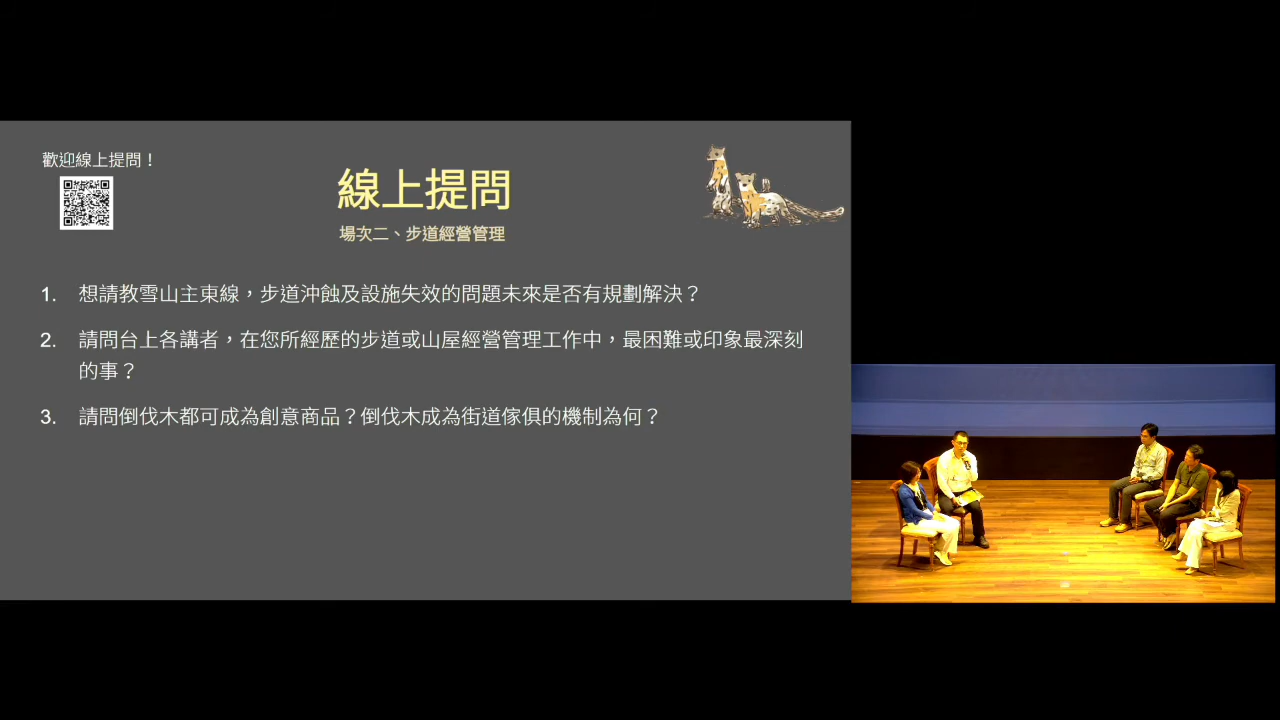 歡迎線上提問！
線上提問
場次二、步道經營管理
1. 想請教雪山主東線，步道沖蝕及設施失效的問題未來是否有規劃解決？
2. 請問台上各講者，在您所經歷的步道或山屋經營管理工作中，最困難或印象最深刻
的事？
3. 請問倒伐木都可成為創意商品？倒伐木成為街道傢俱的機制為何？